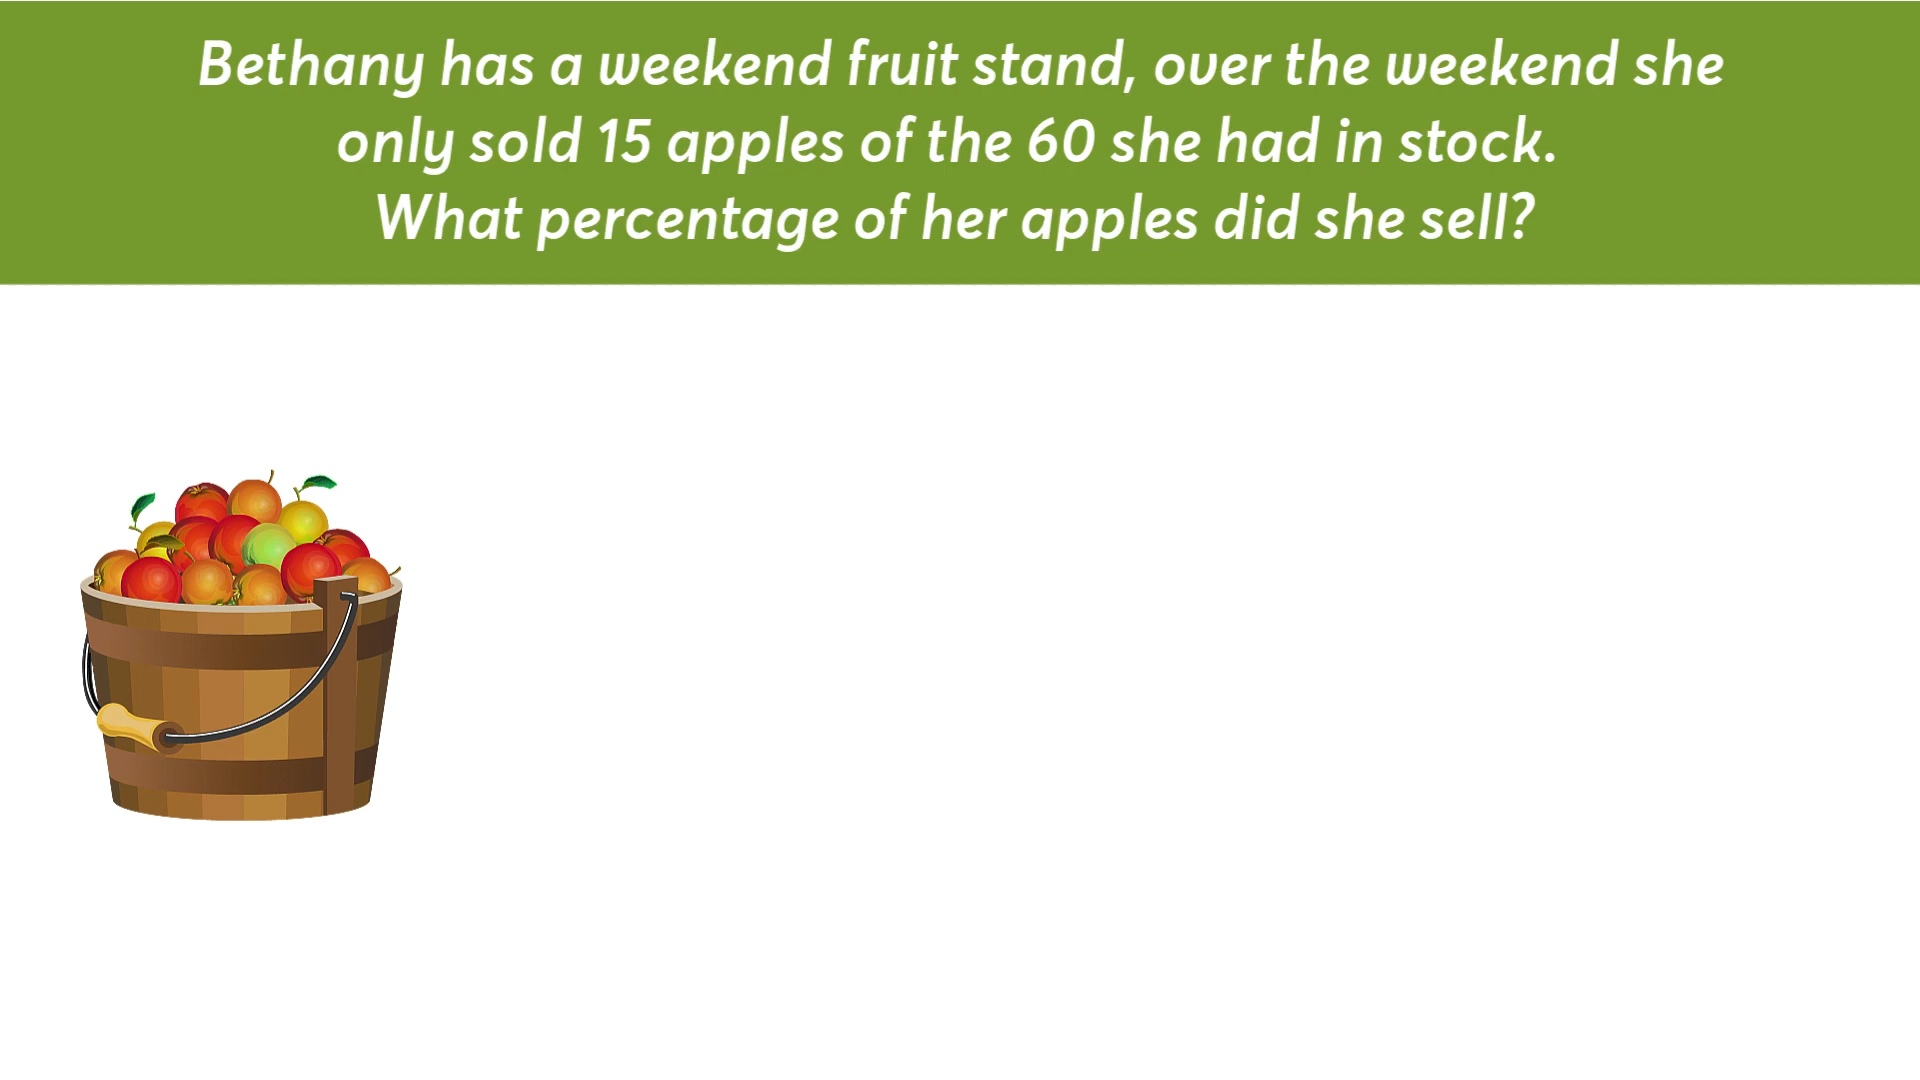 Bethany has a weekend fruit stand, over the weekend she
only sold 15 apples of the 60 she had in stock.
What percentage of her apples did she sell?